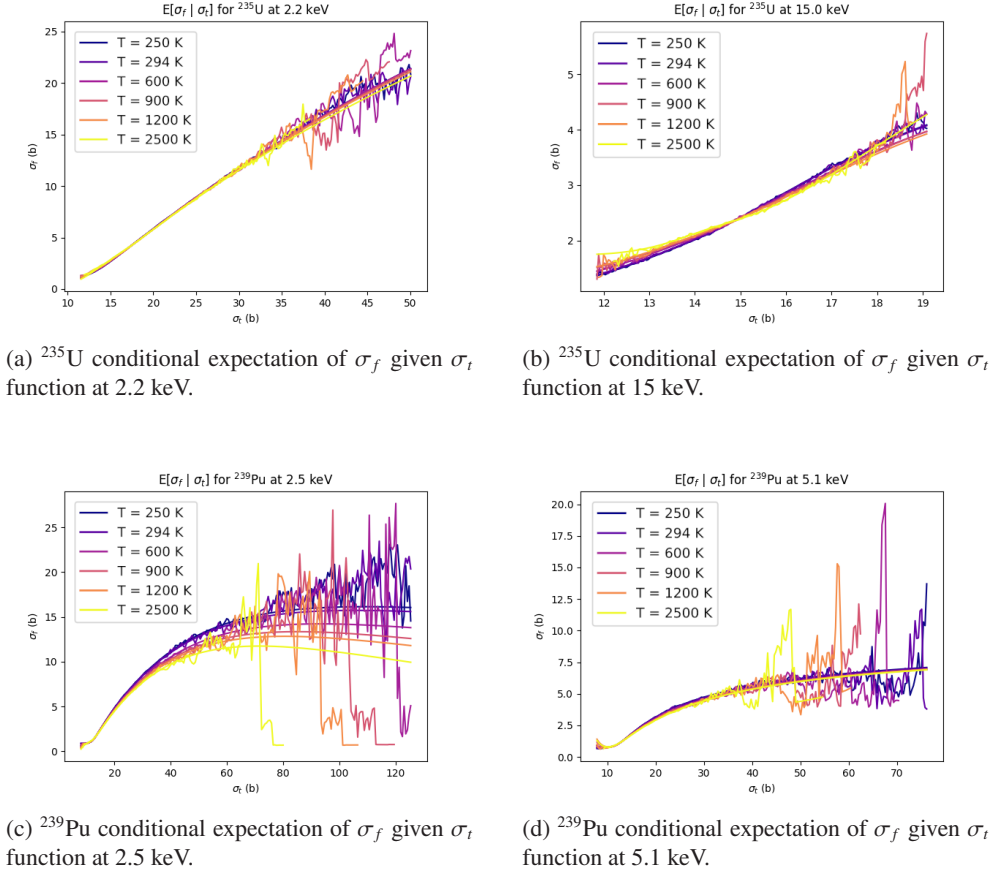 E[σf | σt] for ²³⁵U at 2.2 keV
25
20
15
10
5
0
σf (b)
T = 250 K
T = 294 K
T = 600 K
T = 900 K
T = 1200 K
T = 2500 K
10 15 20 25 30 35 40 45 50
σt (b)
(a) ²³⁵U conditional expectation of σf given σt
function at 2.2 keV.
E[σf | σt] for ²³⁵U at 15.0 keV
5
4
3
2
σf (b)
T = 250 K
T = 294 K
T = 600 K
T = 900 K
T = 1200 K
T = 2500 K
12 13 14 15 16 17 18 19
σt (b)
(b) ²³⁵U conditional expectation of σf given σt
function at 15 keV.
E[σf | σt] for ²³⁹Pu at 2.5 keV
25
20
15
10
5
0
σf (b)
T = 250 K
T = 294 K
T = 600 K
T = 900 K
T = 1200 K
T = 2500 K
20 40 60 80 100 120
σt (b)
(c) ²³⁹Pu conditional expectation of σf given σt
function at 2.5 keV.
E[σf | σt] for ²³⁹Pu at 5.1 keV
20.0
17.5
15.0
12.5
10.0
7.5
5.0
2.5
0.0
σf (b)
T = 250 K
T = 294 K
T = 600 K
T = 900 K
T = 1200 K
T = 2500 K
10 20 30 40 50 60 70
σt (b)
(d) ²³⁹Pu conditional expectation of σf given σt
function at 5.1 keV.